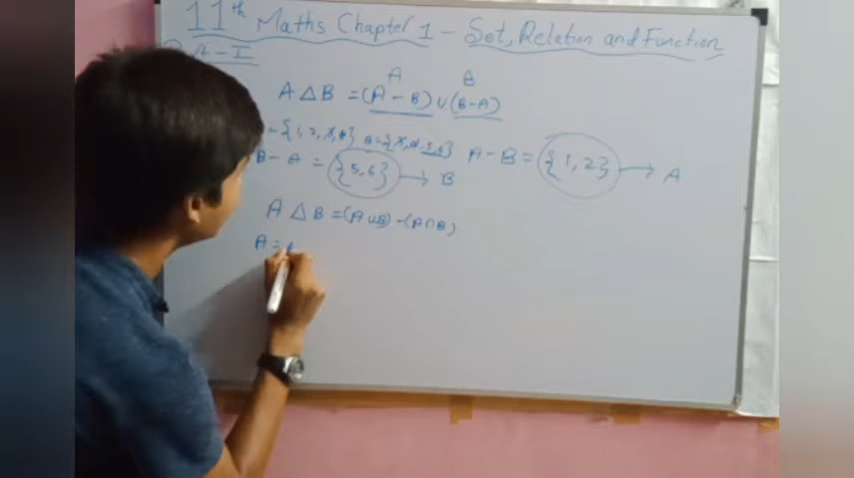 11th Maths Chapter 1 - Set, Relation and Function
A Δ B = (A - B) ∪ (B - A)
A B
= {1, 2, 3, 4} B = {3, 4, 5, 6} A - B = {1, 2} → A
B - A = {5, 6} → B
A Δ B = (A ∪ B) - (A ∩ B)
A =